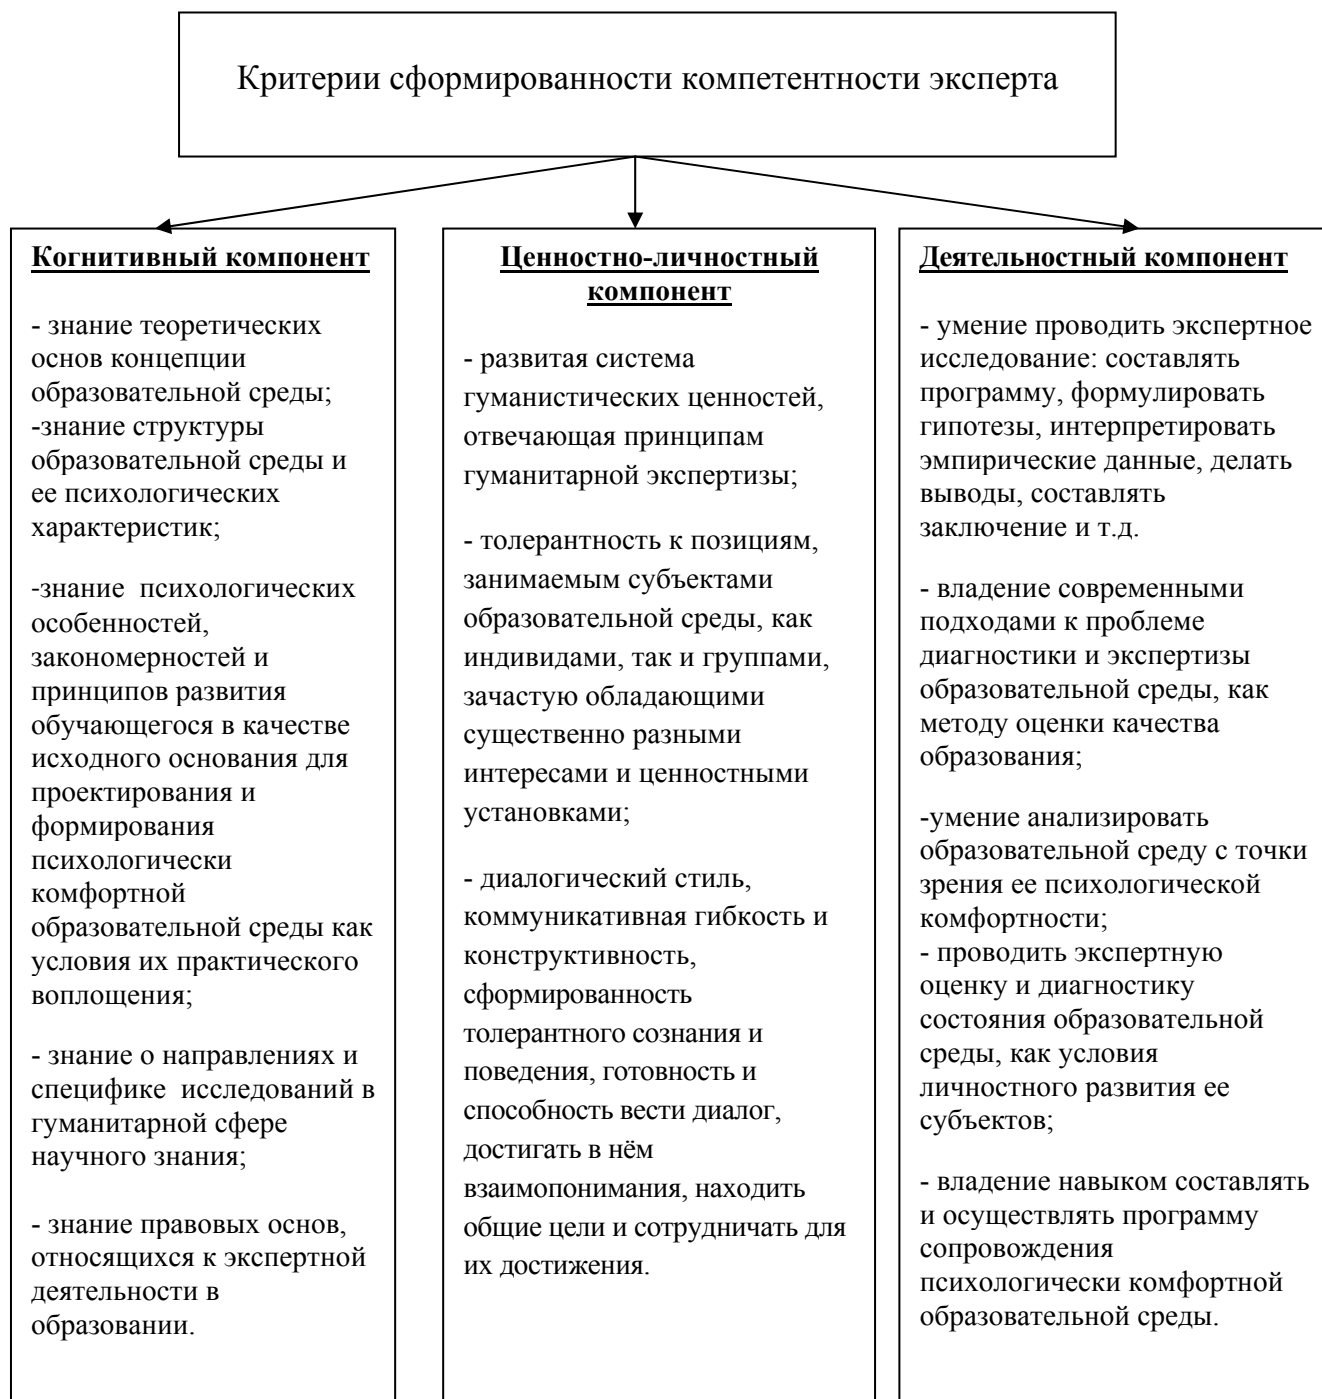 Критерии сформированности компетентности эксперта
Когнитивный компонент
- знание теоретических
основ концепции
образовательной среды;
-знание структуры
образовательной среды и
ее психологических
характеристик;
-знание психологических
особенностей,
закономерностей и
принципов развития
обучающегося в качестве
исходного основания для
проектирования и
формирования
психологически
комфортной
образовательной среды как
условия их практического
воплощения;
- знание о направлениях и
специфике исследований в
гуманитарной сфере
научного знания;
- знание правовых основ,
относящихся к экспертной
деятельности в
образовании.
Ценностно-личностный
компонент
- развитая система
гуманистических ценностей,
отвечающая принципам
гуманитарной экспертизы;
- толерантность к позициям,
занимаемым субъектами
образовательной среды, как
индивидами, так и группами,
зачастую обладающими
существенно разными
интересами и ценностными
установками;
- диалогический стиль,
коммуникативная гибкость и
конструктивность,
сформированность
толерантного сознания и
поведения, готовность и
способность вести диалог,
достигать в нём
взаимопонимания, находить
общие цели и сотрудничать для
их достижения.
Деятельностный компонент
- умение проводить экспертное
исследование: составлять
программу, формулировать
гипотезы, интерпретировать
эмпирические данные, делать
выводы, составлять
заключение и т.д.
- владение современными
подходами к проблеме
диагностики и экспертизы
образовательной среды, как
методу оценки качества
образования;
-умение анализировать
образовательной среду с точки
зрения ее психологической
комфортности;
- проводить экспертную
оценку и диагностику
состояния образовательной
среды, как условия
личностного развития ее
субъектов;
- владение навыком составлять
и осуществлять программу
сопровождения
психологически комфортной
образовательной среды.